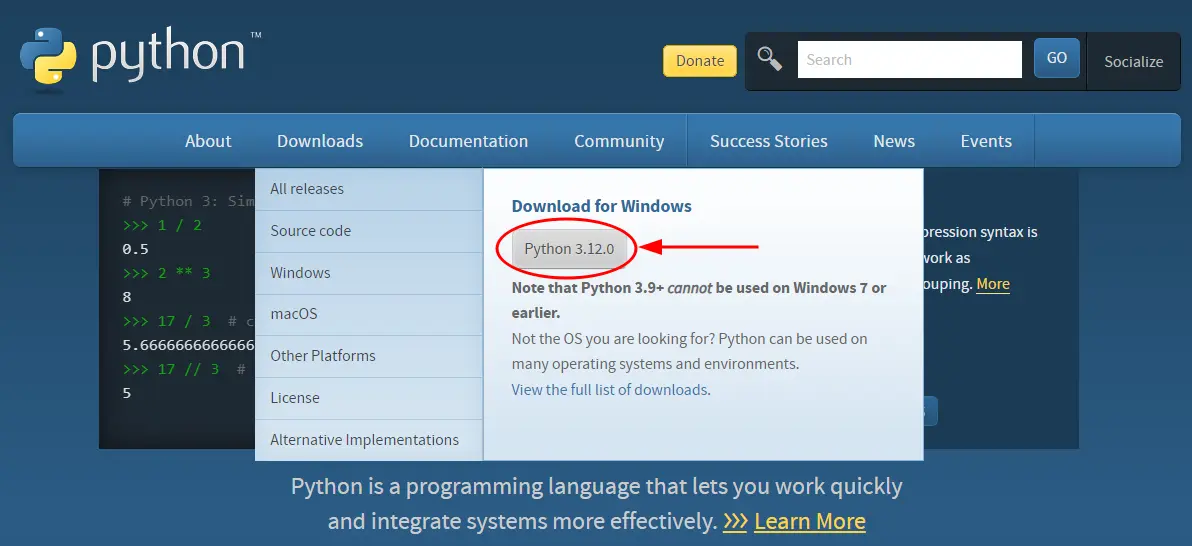 python™
Donate
Search
GO
Socialize
About
Downloads
Documentation
Community
Success Stories
News
Events
# Python 3: Sim
>>> 1 / 2
0.5
>>> 2 ** 3
8
>>> 17 / 3 # c
5.6666666666666
>>> 17 // 3 #
5
All releases
Source code
Windows
macOS
Other Platforms
License
Alternative Implementations
Download for Windows
Python 3.12.0
Note that Python 3.9+ cannot be used on Windows 7 or
earlier.
Not the OS you are looking for? Python can be used on
many operating systems and environments.
View the full list of downloads.
pression syntax is
work as
ouping. More
Python is a programming language that lets you work quickly
and integrate systems more effectively. >>> Learn More